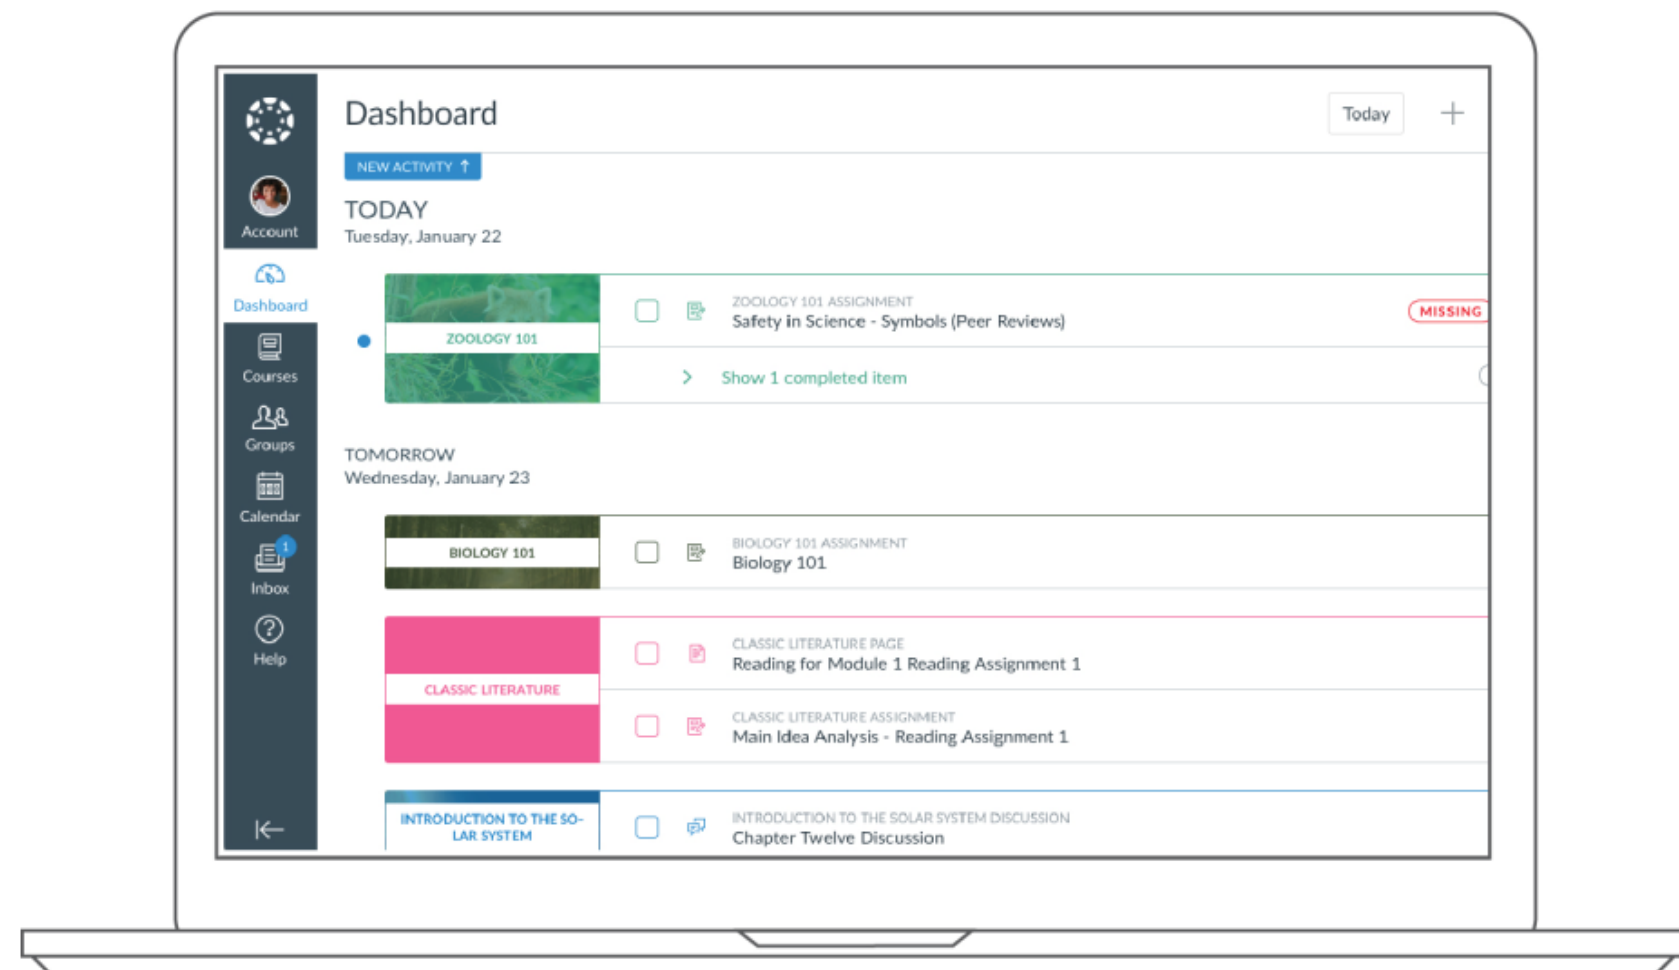 Dashboard
Today
NEW ACTIVITY
TODAY
Tuesday, January 22
Account
Dashboard
Courses
Groups
Calendar
1
Inbox
Help
ZOOLOGY 101
ZOOLOGY 101 ASSIGNMENT
Safety in Science - Symbols (Peer Reviews)
MISSING
Show 1 completed item
TOMORROW
Wednesday, January 23
BIOLOGY 101
BIOLOGY 101 ASSIGNMENT
Biology 101
CLASSIC LITERATURE
CLASSIC LITERATURE PAGE
Reading for Module 1 Reading Assignment 1
CLASSIC LITERATURE ASSIGNMENT
Main Idea Analysis - Reading Assignment 1
INTRODUCTION TO THE SO-
LAR SYSTEM
INTRODUCTION TO THE SOLAR SYSTEM DISCUSSION
Chapter Twelve Discussion